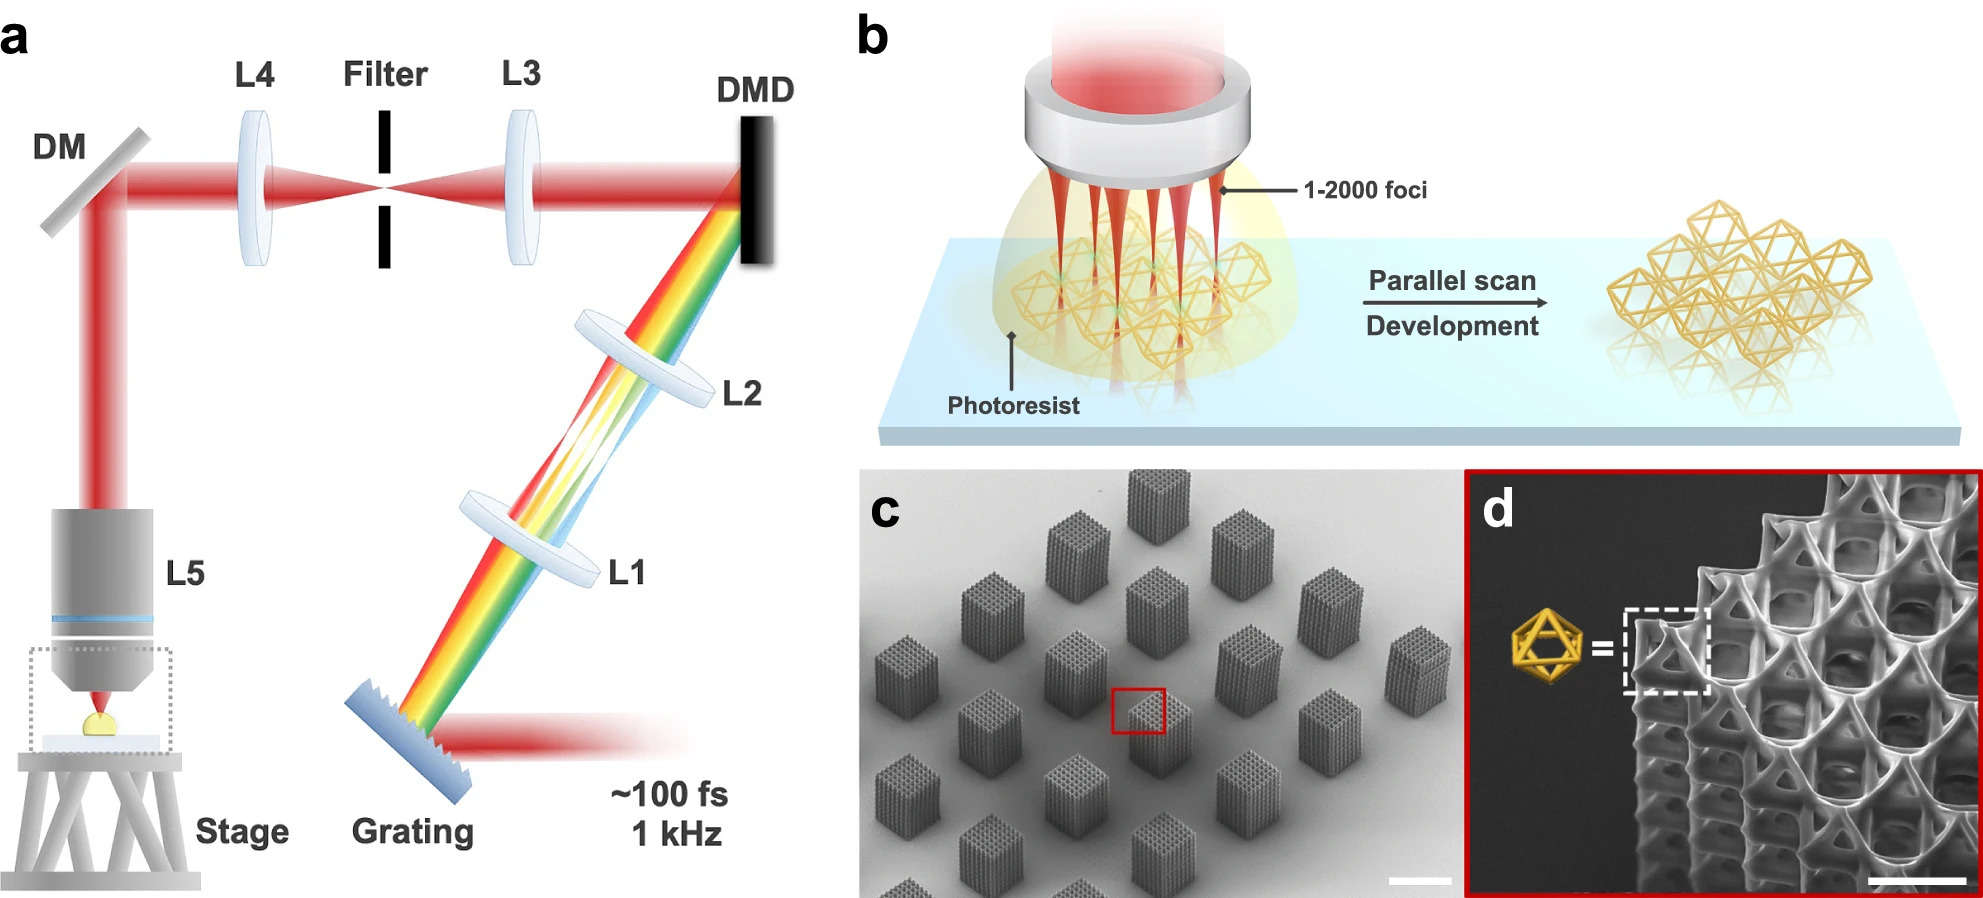 a
L4
Filter
L3
DMD
DM
L2
L1
L5
~100 fs
1 kHz
Stage
Grating
b
1-2000 foci
Parallel scan
Development
Photoresist
c
d
=